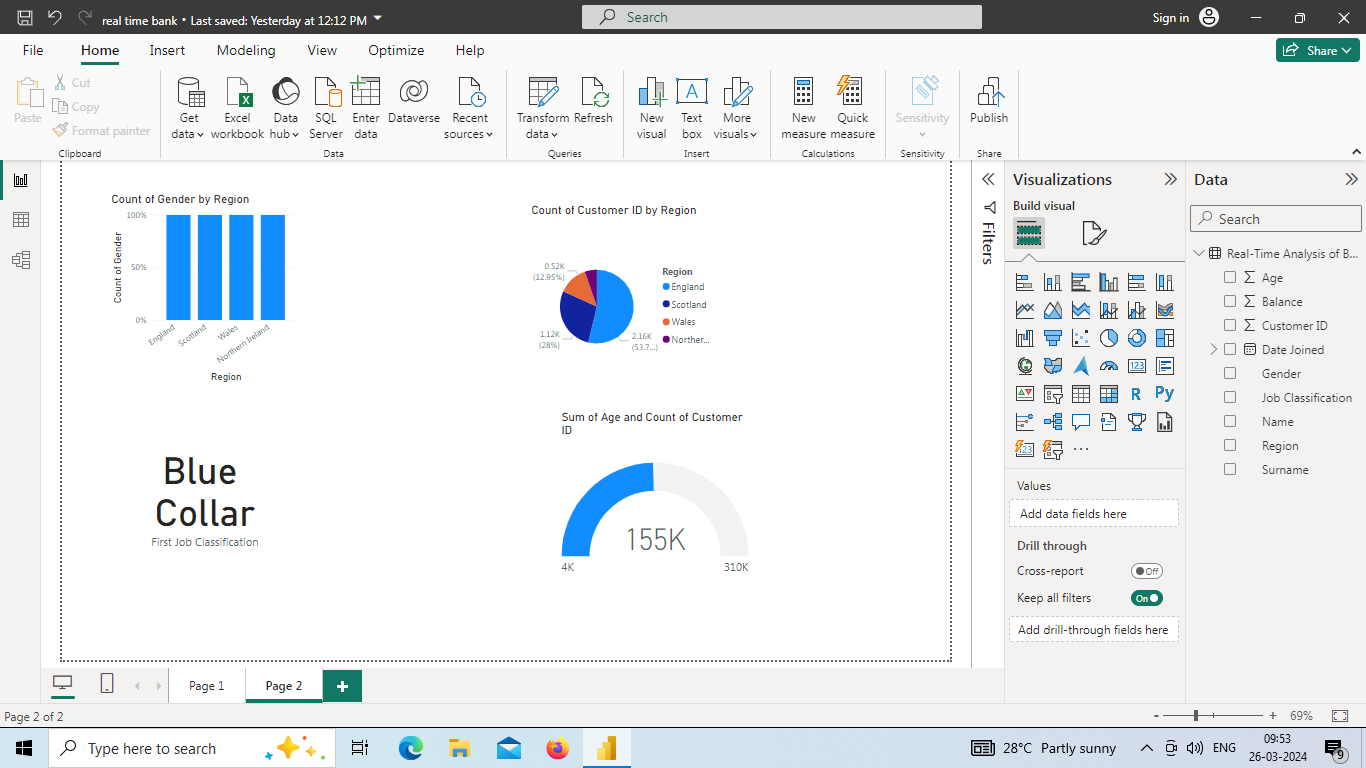 real time bank • Last saved: Yesterday at 12:12 PM
Search
Sign in
File
Home
Insert
Modeling
View
Optimize
Help
Share
Paste
Cut
Copy
Format painter
Clipboard
Get data
Excel workbook
Data hub
SQL Server
Enter data
Dataverse
Recent sources
Data
Transform data
Refresh
Queries
New visual
Text box
More visuals
Insert
New measure
Quick measure
Calculations
Sensitivity
Sensitivity
Publish
Share
Count of Gender by Region
100%
50%
0%
Count of Gender
England
Scotland
Wales
Northern Ireland
Region
Count of Customer ID by Region
0.52K
(12.95%)
1.12K
(28%)
2.16K
(53.7...)
Region
England
Scotland
Wales
Norther...
Blue
Collar
First Job Classification
Sum of Age and Count of Customer
ID
155K
4K
310K
Filters
Visualizations
Build visual
123
R
Py
123
Values
Add data fields here
Drill through
Cross-report
Off
Keep all filters
On
Add drill-through fields here
Data
Search
Real-Time Analysis of B...
Age
Balance
Customer ID
Date Joined
Gender
Job Classification
Name
Region
Surname
Page 1
Page 2
Page 2 of 2
69%
Type here to search
28°C Partly sunny
ENG
09:53
26-03-2024
9